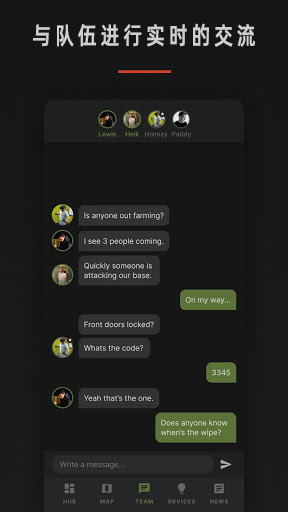 与队伍进行实时的交流
Lewis Helk Holmzy Paddy
Is anyone out farming?
I see 3 people coming.
Quickly someone is
attacking our base.
On my way...
Front doors locked?
Whats the code?
3345
Yeah that's the one.
Does anyone know
when's the wipe?
Write a message...
HUB MAP TEAM DEVICES NEWS